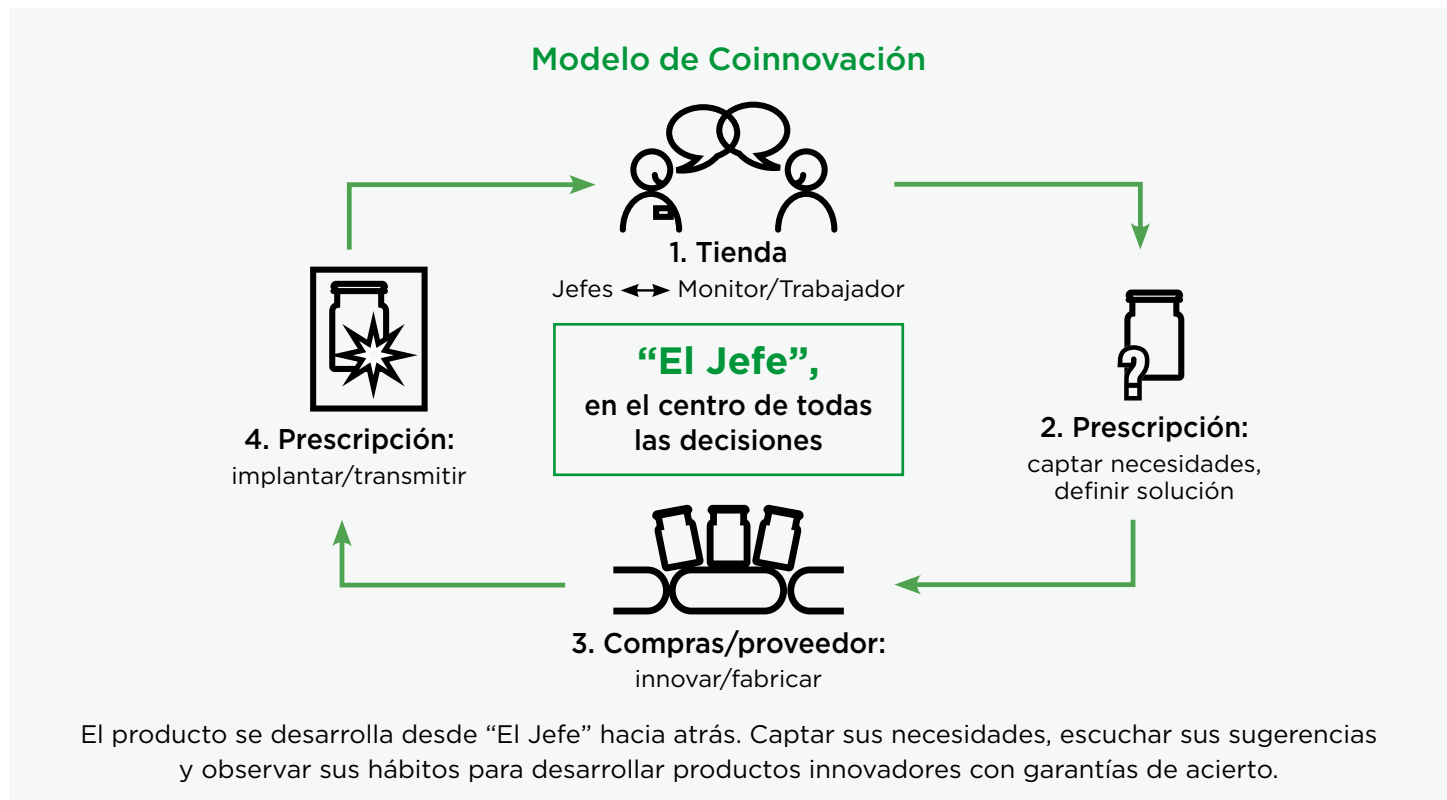 Modelo de Coinnovación
1. Tienda
Jefes ↔ Monitor/Trabajador
“El Jefe”,
en el centro de todas
las decisiones
2. Prescripción:
captar necesidades,
definir solución
3. Compras/proveedor:
innovar/fabricar
4. Prescripción:
implantar/transmitir
El producto se desarrolla desde “El Jefe” hacia atrás. Captar sus necesidades, escuchar sus sugerencias
y observar sus hábitos para desarrollar productos innovadores con garantías de acierto.